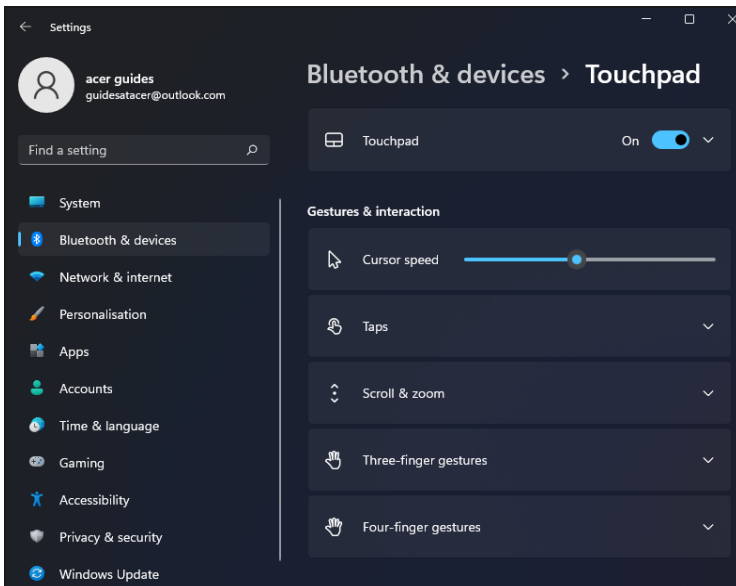 Settings
acer guides
guidesatacer@outlook.com
Find a setting
System
Bluetooth & devices
Network & internet
Personalisation
Apps
Accounts
Time & language
Gaming
Accessibility
Privacy & security
Windows Update
Bluetooth & devices > Touchpad
Touchpad On
Gestures & interaction
Cursor speed
Taps
Scroll & zoom
Three-finger gestures
Four-finger gestures